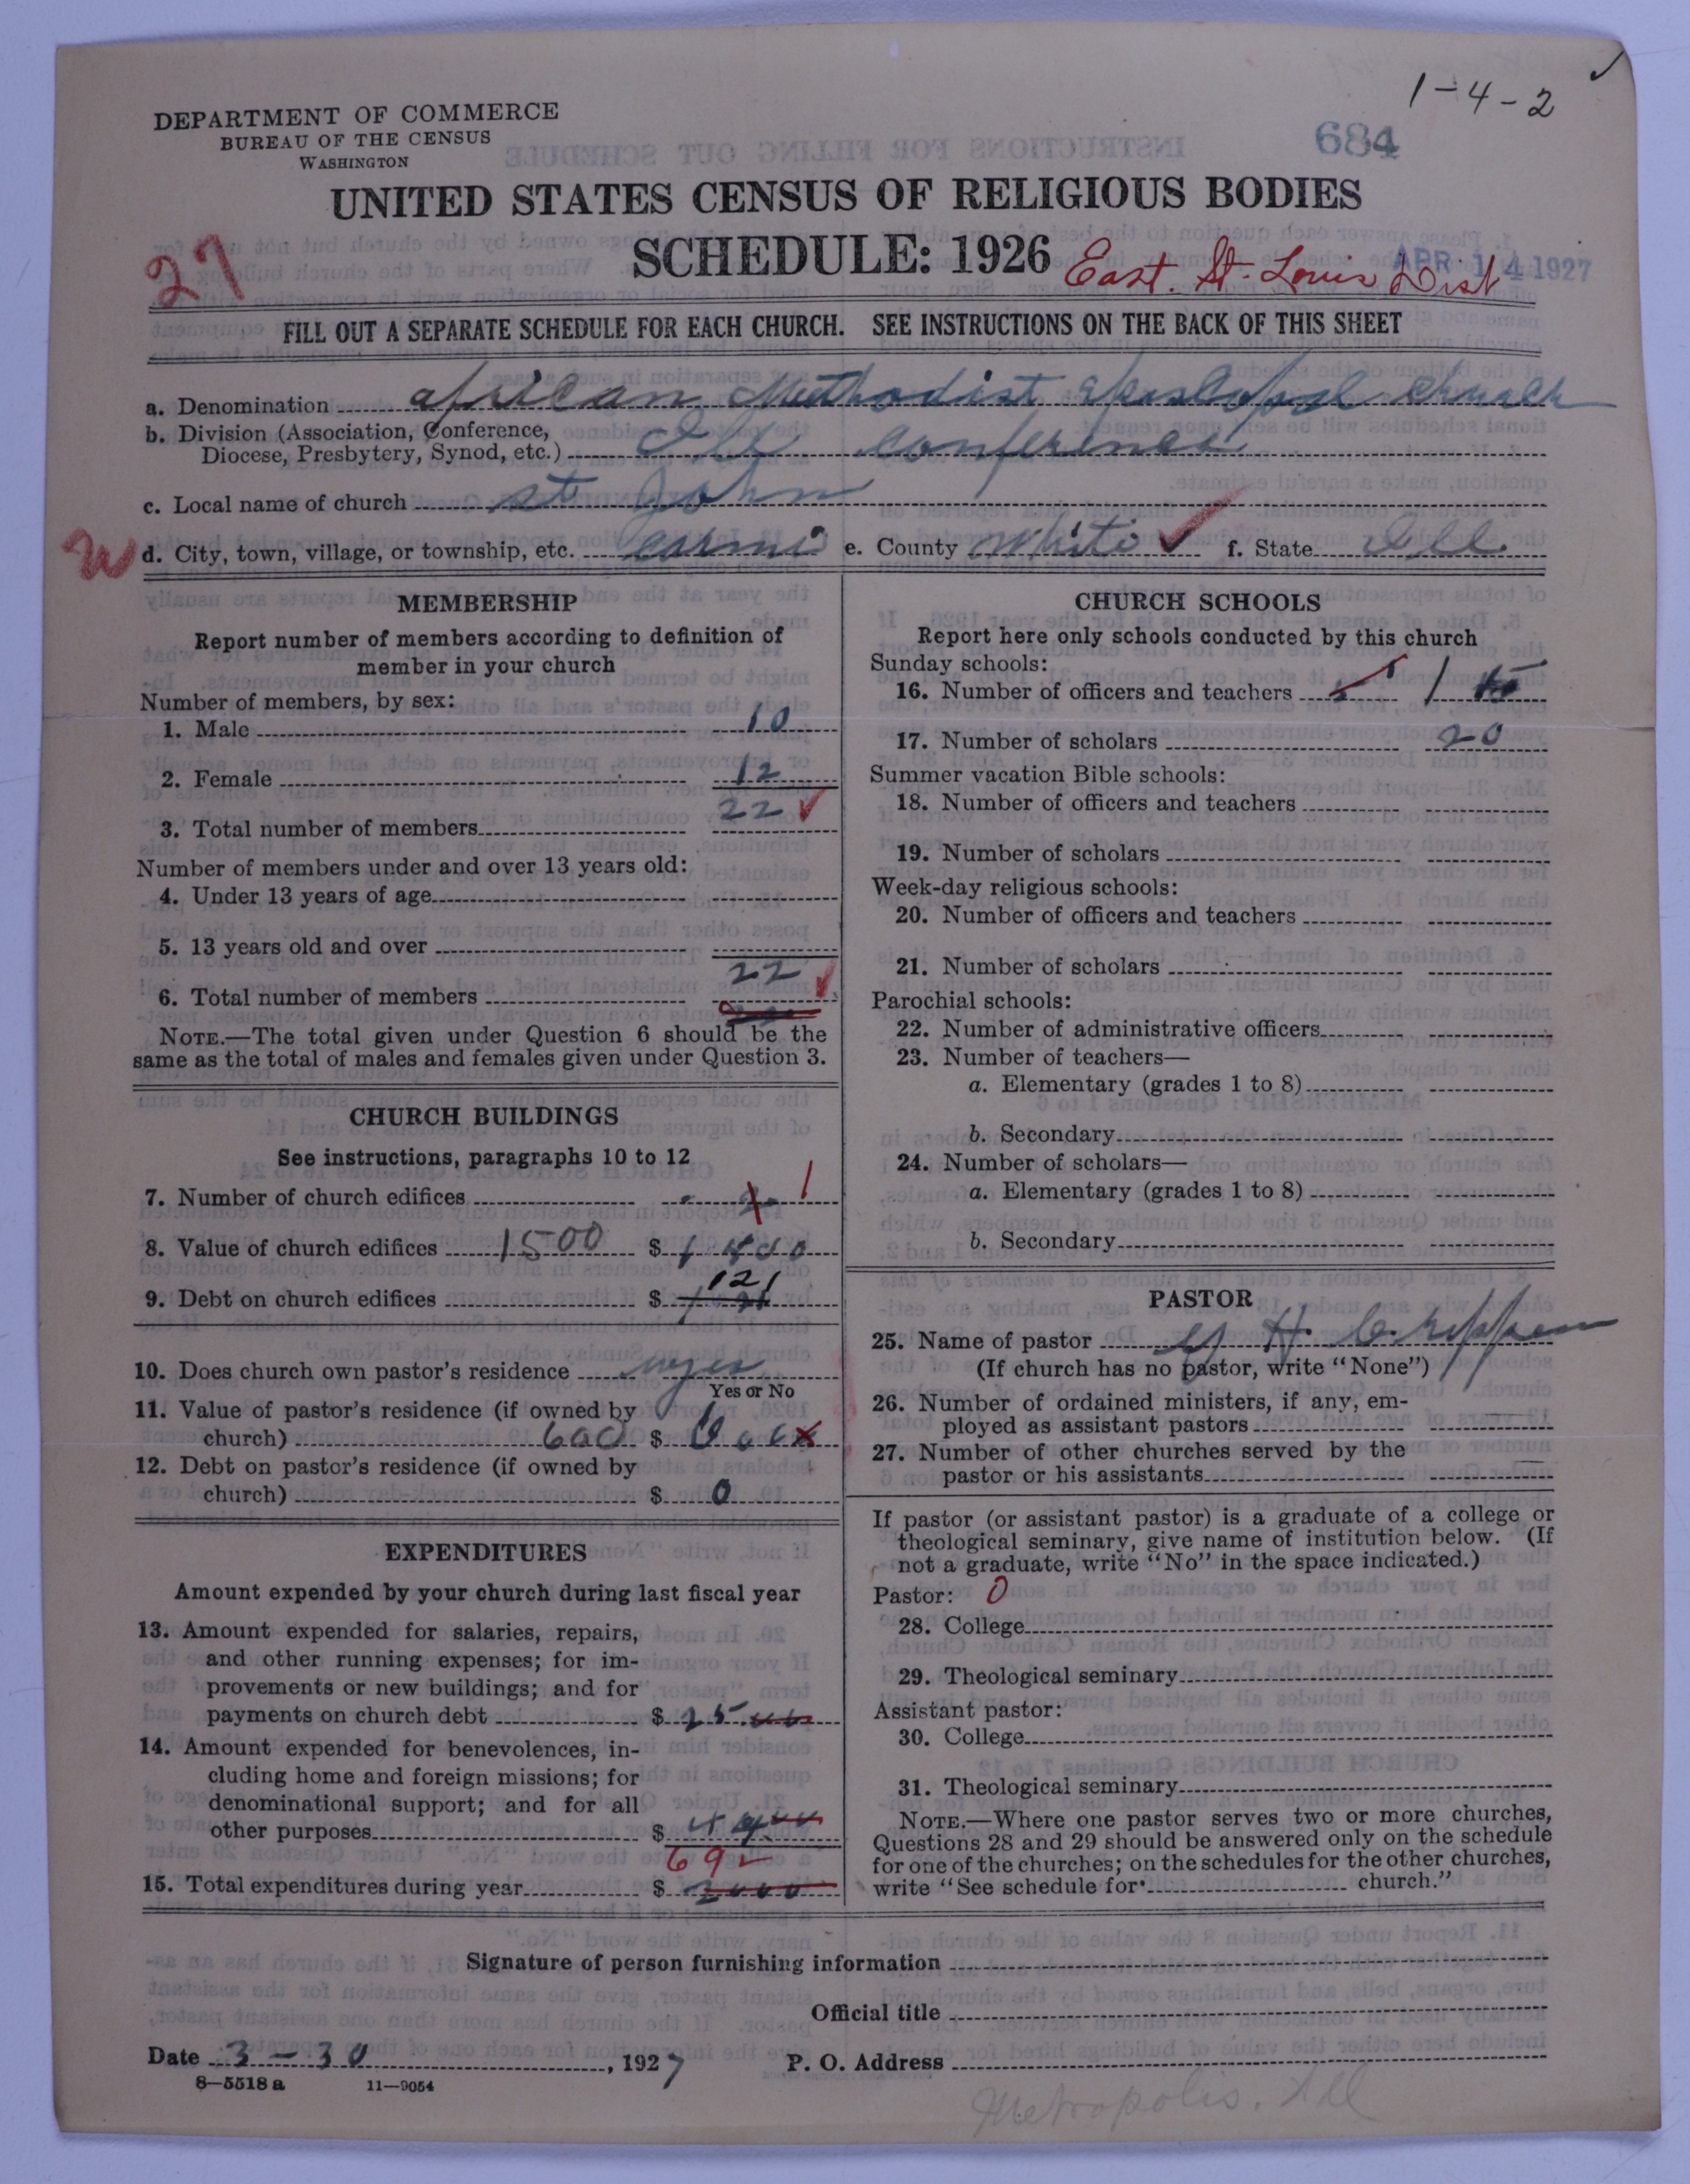 1-4-2 ✓
DEPARTMENT OF COMMERCE
BUREAU OF THE CENSUS
WASHINGTON
684
UNITED STATES CENSUS OF RELIGIOUS BODIES
SCHEDULE: 1926
27
East. St. Louis Dist
APR 14 1927
FILL OUT A SEPARATE SCHEDULE FOR EACH CHURCH. SEE INSTRUCTIONS ON THE BACK OF THIS SHEET
a. Denomination african Methodist church
b. Division (Association, Conference,
Diocese, Presbytery, Synod, etc.) Ill conference
c. Local name of church st John
W d. City, town, village, or township, etc. carmi e. County White ✓ f. State Ill.
MEMBERSHIP
Report number of members according to definition of
member in your church
Number of members, by sex:
1. Male 10
2. Female 12
3. Total number of members 22 ✓
Number of members under and over 13 years old:
4. Under 13 years of age
5. 13 years old and over
6. Total number of members 22 ✓
NOTE.—The total given under Question 6 should be the
same as the total of males and females given under Question 3.
CHURCH BUILDINGS
See instructions, paragraphs 10 to 12
7. Number of church edifices 1
8. Value of church edifices 1500 $
9. Debt on church edifices $ 121
10. Does church own pastor's residence yes
Yes or No
11. Value of pastor's residence (if owned by
church) 600 $
12. Debt on pastor's residence (if owned by
church) $ 0
EXPENDITURES
Amount expended by your church during last fiscal year
13. Amount expended for salaries, repairs,
and other running expenses; for im-
provements or new buildings; and for
payments on church debt $ 25
14. Amount expended for benevolences, in-
cluding home and foreign missions; for
denominational support; and for all
other purposes $
69
15. Total expenditures during year $
CHURCH SCHOOLS
Report here only schools conducted by this church
Sunday schools:
16. Number of officers and teachers
17. Number of scholars 20
Summer vacation Bible schools:
18. Number of officers and teachers
19. Number of scholars
Week-day religious schools:
20. Number of officers and teachers
21. Number of scholars
Parochial schools:
22. Number of administrative officers
23. Number of teachers—
a. Elementary (grades 1 to 8)
b. Secondary
24. Number of scholars—
a. Elementary (grades 1 to 8)
b. Secondary
PASTOR
25. Name of pastor H.
(If church has no pastor, write "None")
26. Number of ordained ministers, if any, em-
ployed as assistant pastors
27. Number of other churches served by the
pastor or his assistants
If pastor (or assistant pastor) is a graduate of a college or
theological seminary, give name of institution below. (If
not a graduate, write "No" in the space indicated.)
Pastor: 0
28. College
29. Theological seminary
Assistant pastor:
30. College
31. Theological seminary
NOTE.—Where one pastor serves two or more churches,
Questions 28 and 29 should be answered only on the schedule
for one of the churches; on the schedules for the other churches,
write "See schedule for church."
Signature of person furnishing information
Official title
Date 3-30, 1927 P. O. Address
8—5518a 11—9054
Metropolis. Ill